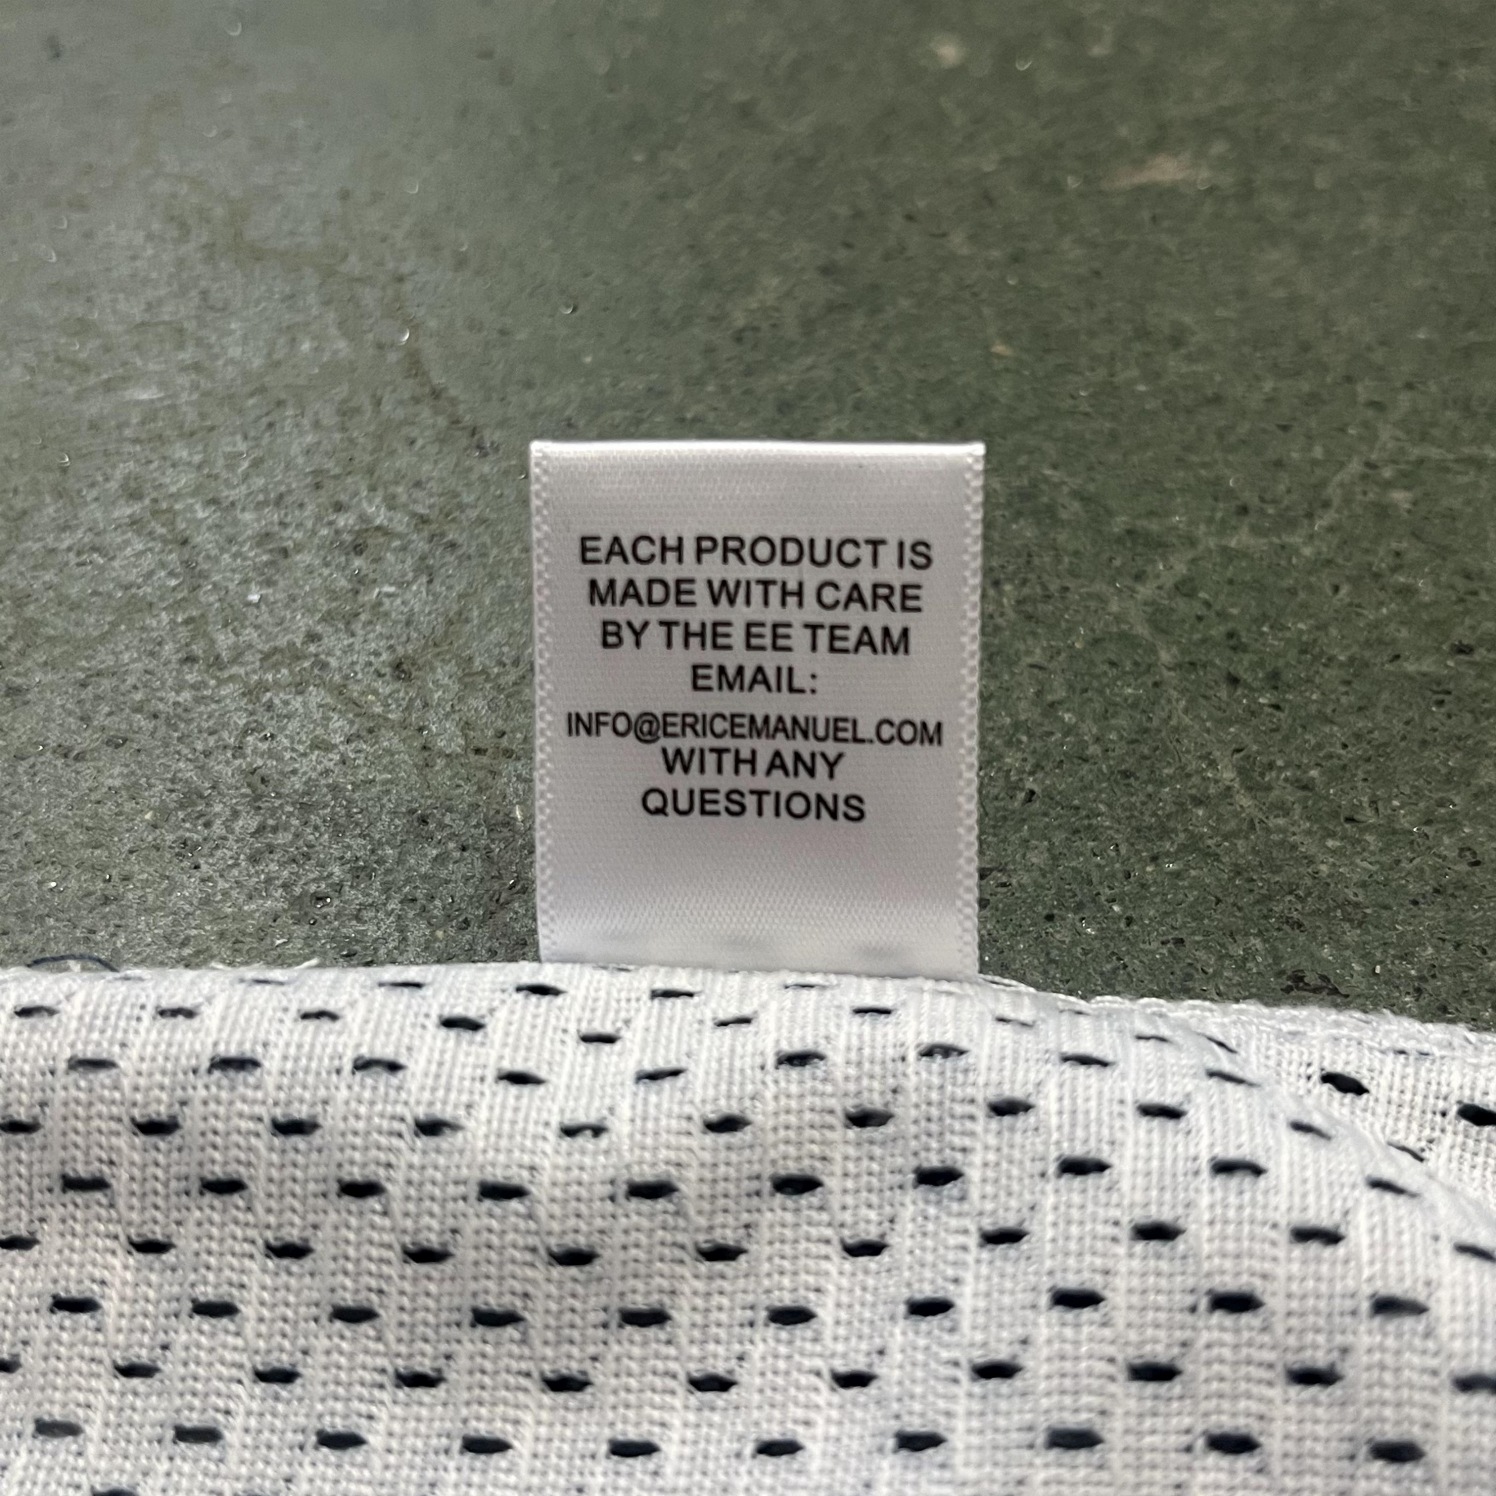 EACH PRODUCT IS
MADE WITH CARE
BY THE EE TEAM
EMAIL:
INFO@ERICEMANUEL.COM
WITH ANY
QUESTIONS